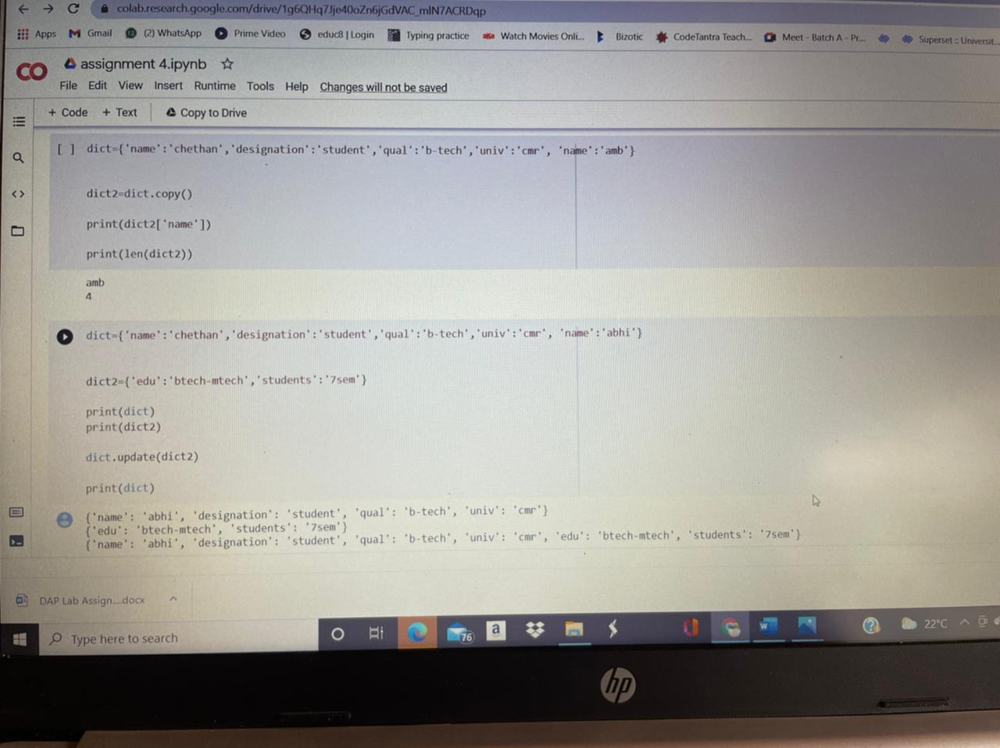 colab.research.google.com/drive/1g6QHq7Jje40oZn6jGdVAC_mlN7ACRDqp
Apps Gmail (2) WhatsApp Prime Video educ8 | Login Typing practice Watch Movies Onli... Bizotic CodeTantra Teach... Meet - Batch A - Pr... Superset :: Universit...
CO assignment 4.ipynb
File Edit View Insert Runtime Tools Help Changes will not be saved
+ Code + Text Copy to Drive
[ ] dict={'name':'chethan','designation':'student','qual':'b-tech','univ':'cmr', 'name':'amb'}
dict2=dict.copy()
print(dict2['name'])
print(len(dict2))
amb
4
dict={'name':'chethan','designation':'student','qual':'b-tech','univ':'cmr', 'name':'abhi'}
dict2={'edu':'btech-mtech','students':'7sem'}
print(dict)
print(dict2)
dict.update(dict2)
print(dict)
{'name': 'abhi', 'designation': 'student', 'qual': 'b-tech', 'univ': 'cmr'}
{'edu': 'btech-mtech', 'students': '7sem'}
{'name': 'abhi', 'designation': 'student', 'qual': 'b-tech', 'univ': 'cmr', 'edu': 'btech-mtech', 'students': '7sem'}
DAP Lab Assign....docx
Type here to search 76 a W 22°C
hp